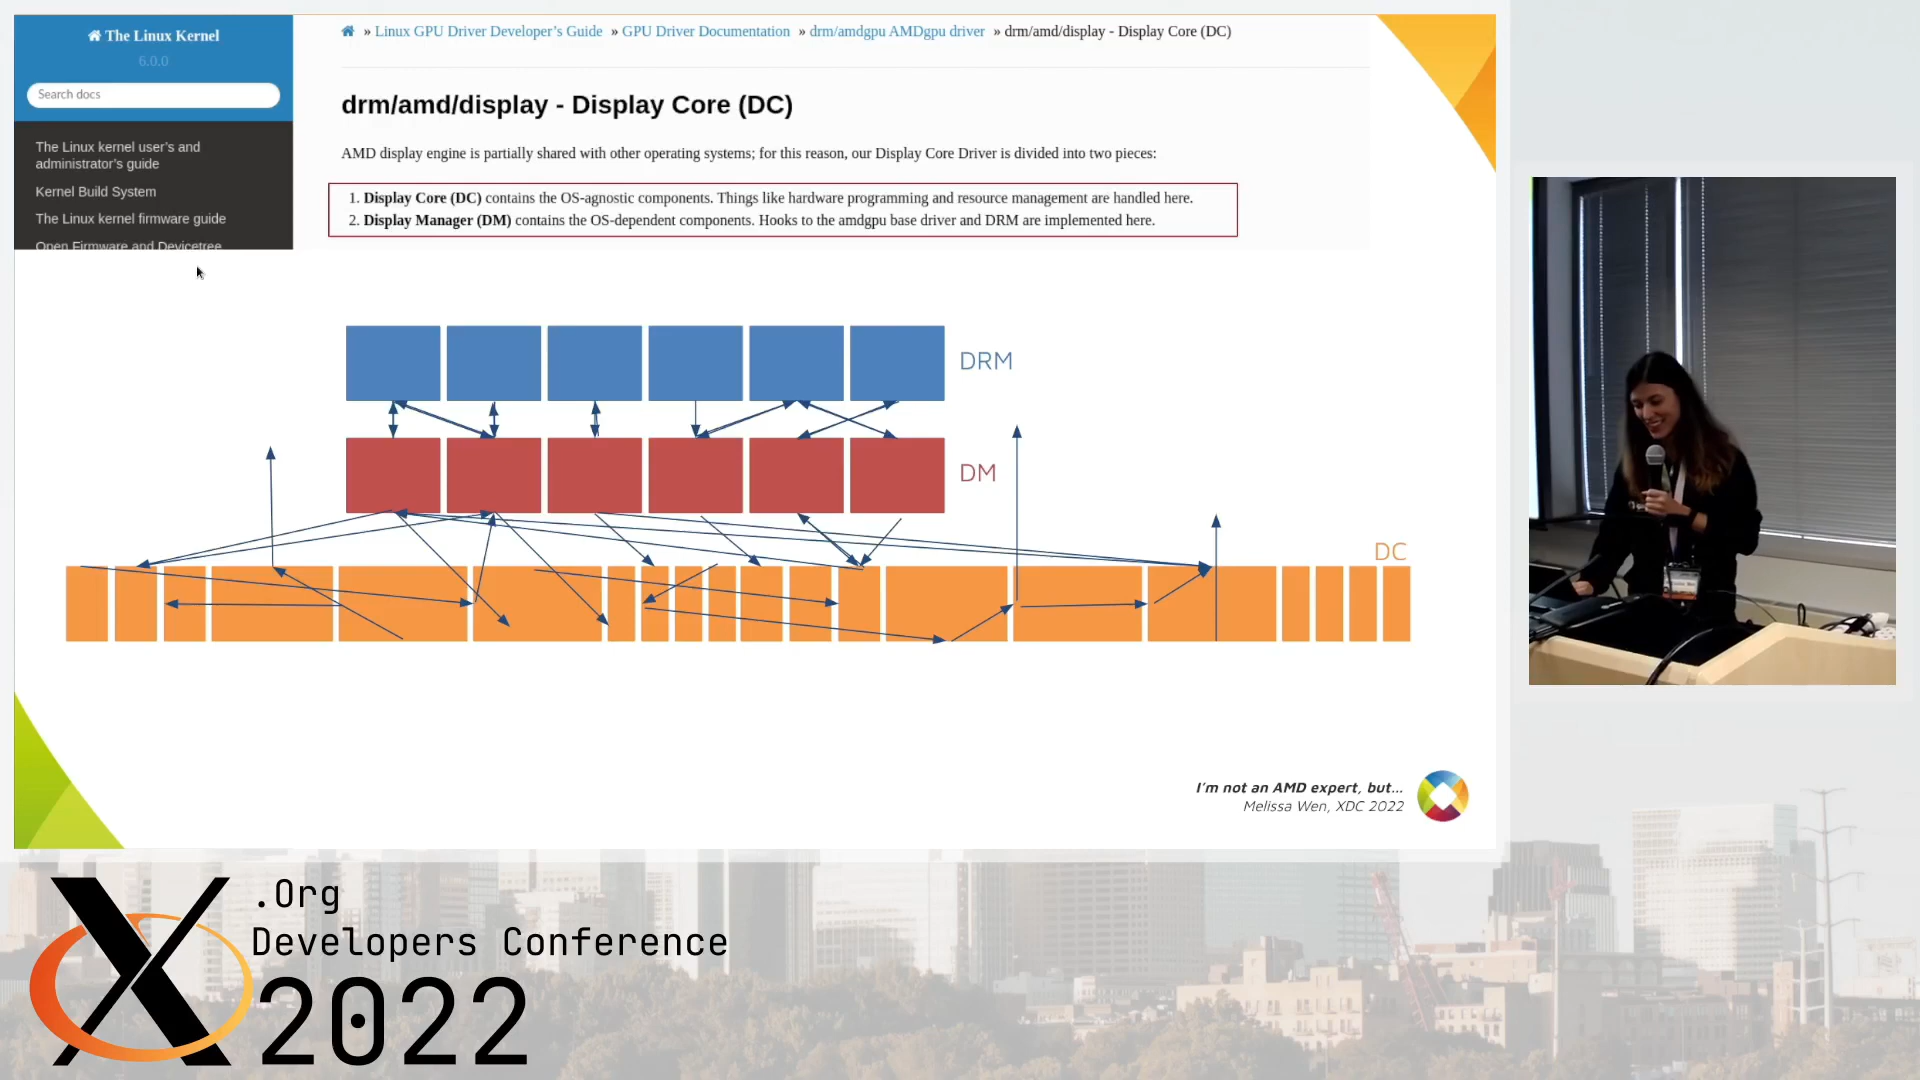 The Linux Kernel
6.0.0
Search docs
The Linux kernel user's and
administrator's guide
Kernel Build System
The Linux kernel firmware guide
Open Firmware and Devicetree
» Linux GPU Driver Developer's Guide » GPU Driver Documentation » drm/amdgpu AMDgpu driver » drm/amd/display - Display Core (DC)
drm/amd/display - Display Core (DC)
AMD display engine is partially shared with other operating systems; for this reason, our Display Core Driver is divided into two pieces:
1. Display Core (DC) contains the OS-agnostic components. Things like hardware programming and resource management are handled here.
2. Display Manager (DM) contains the OS-dependent components. Hooks to the amdgpu base driver and DRM are implemented here.
DRM
DM
DC
I'm not an AMD expert, but...
Melissa Wen, XDC 2022
X.Org
Developers Conference
2022